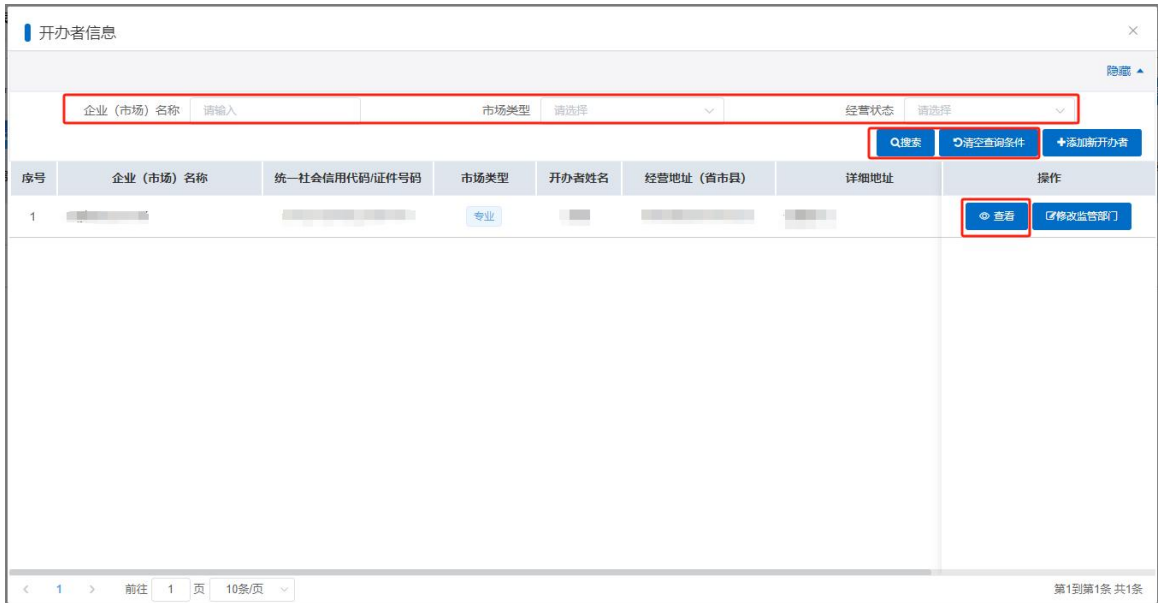 开办者信息
隐藏
企业（市场）名称 请输入 市场类型 请选择 经营状态 请选择
搜索 清空查询条件 +添加新开办者
序号 企业（市场）名称 统一社会信用代码/证件号码 市场类型 开办者姓名 经营地址（省市县） 详细地址 操作
1 专业 查看 修改监管部门
< 1 > 前往 1 页 10条/页 第1到第1条 共1条